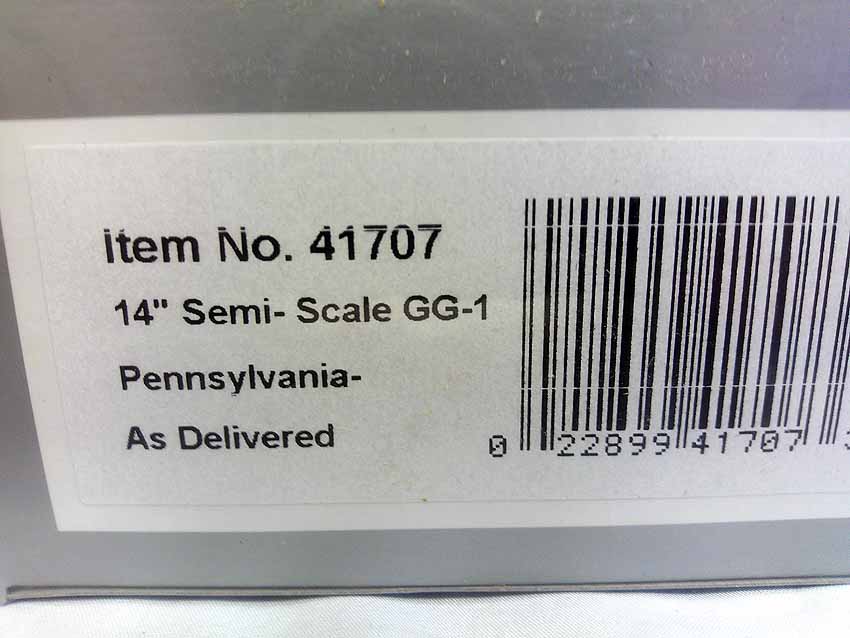 Item No. 41707
14" Semi- Scale GG-1
Pennsylvania-
As Delivered
0 22899 41707